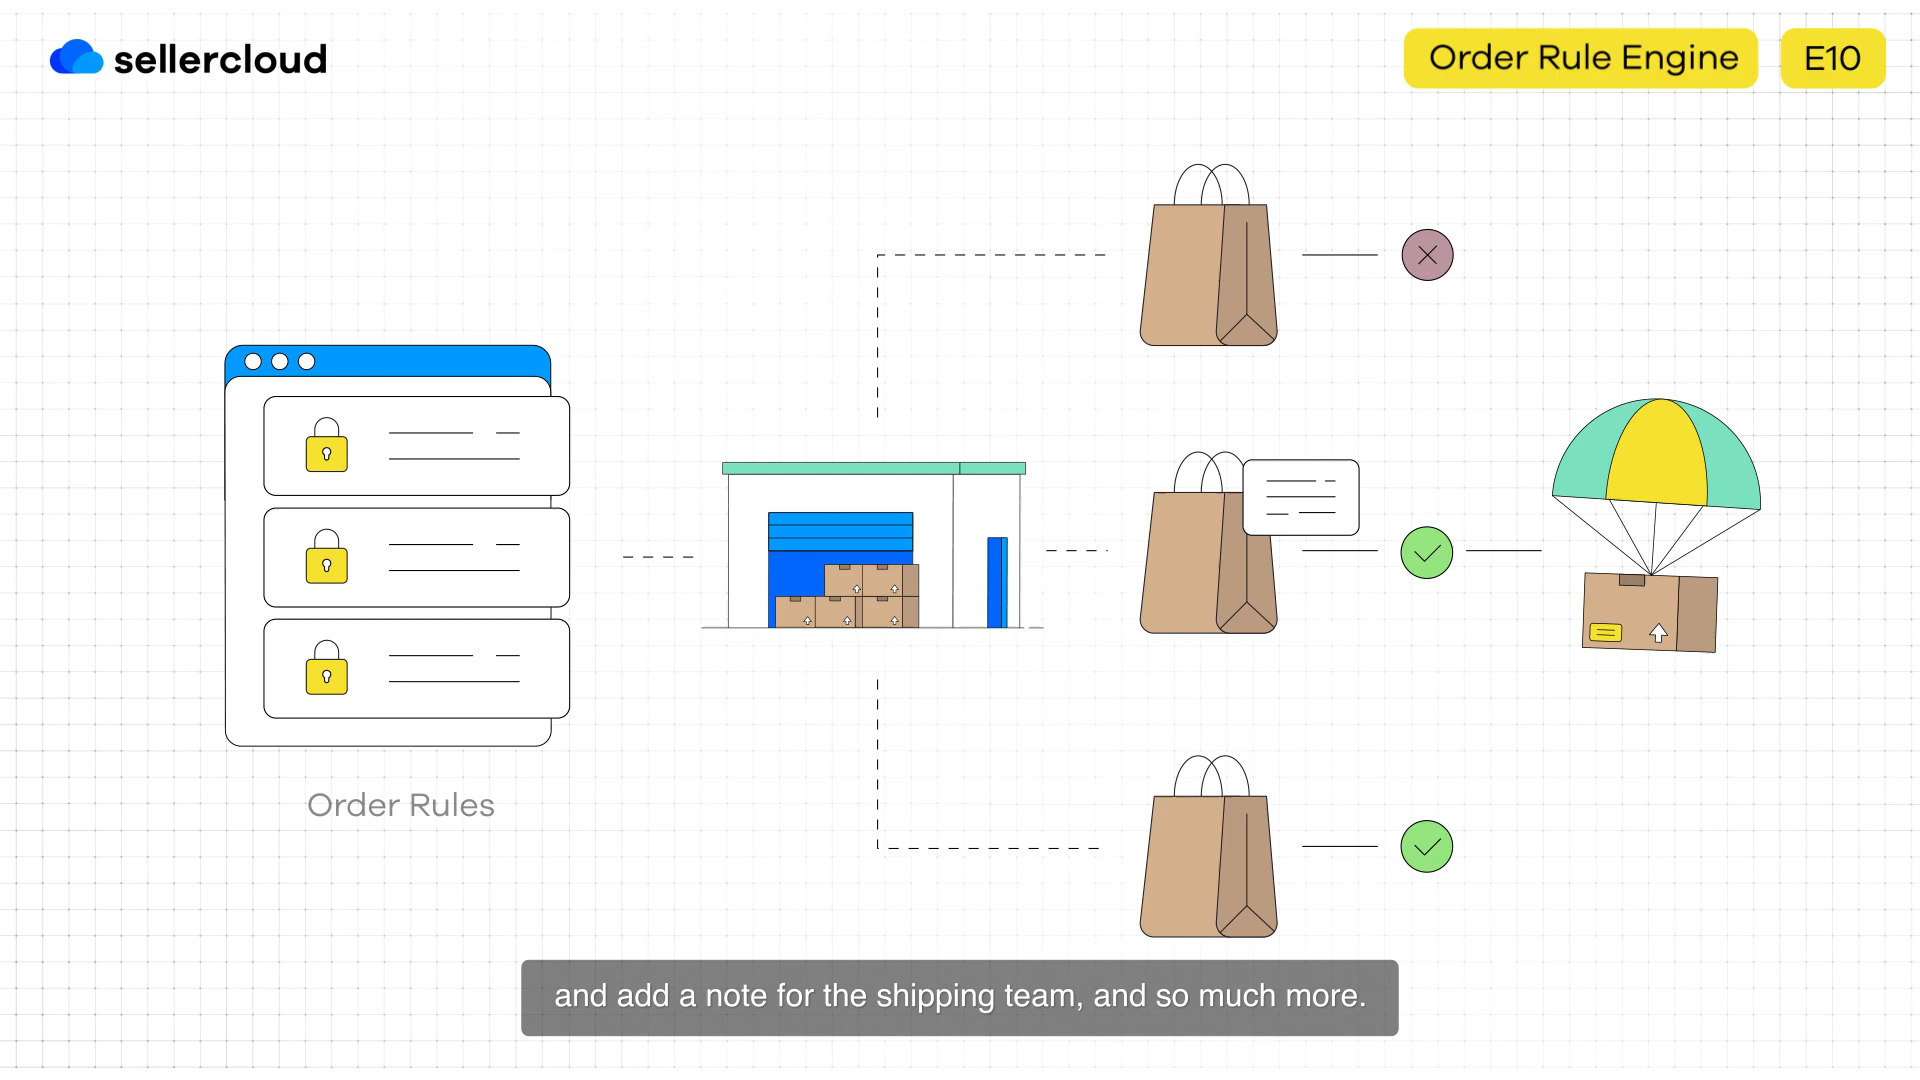 sellercloud
Order Rule Engine
E10
Order Rules
and add a note for the shipping team, and so much more.